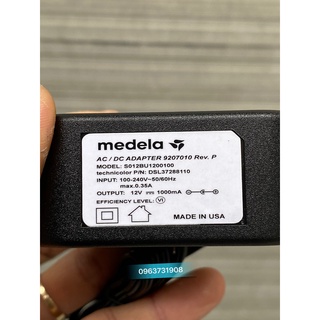 medela
AC / DC ADAPTER 9207010 Rev. P
MODEL: S012BU1200100
technicolor P/N: DSL37288110
INPUT: 100-240V~50/60Hz
max.0.35A
OUTPUT: 12V ⎓ 1000mA
EFFICIENCY LEVEL: VI
MADE IN USA
0963731908